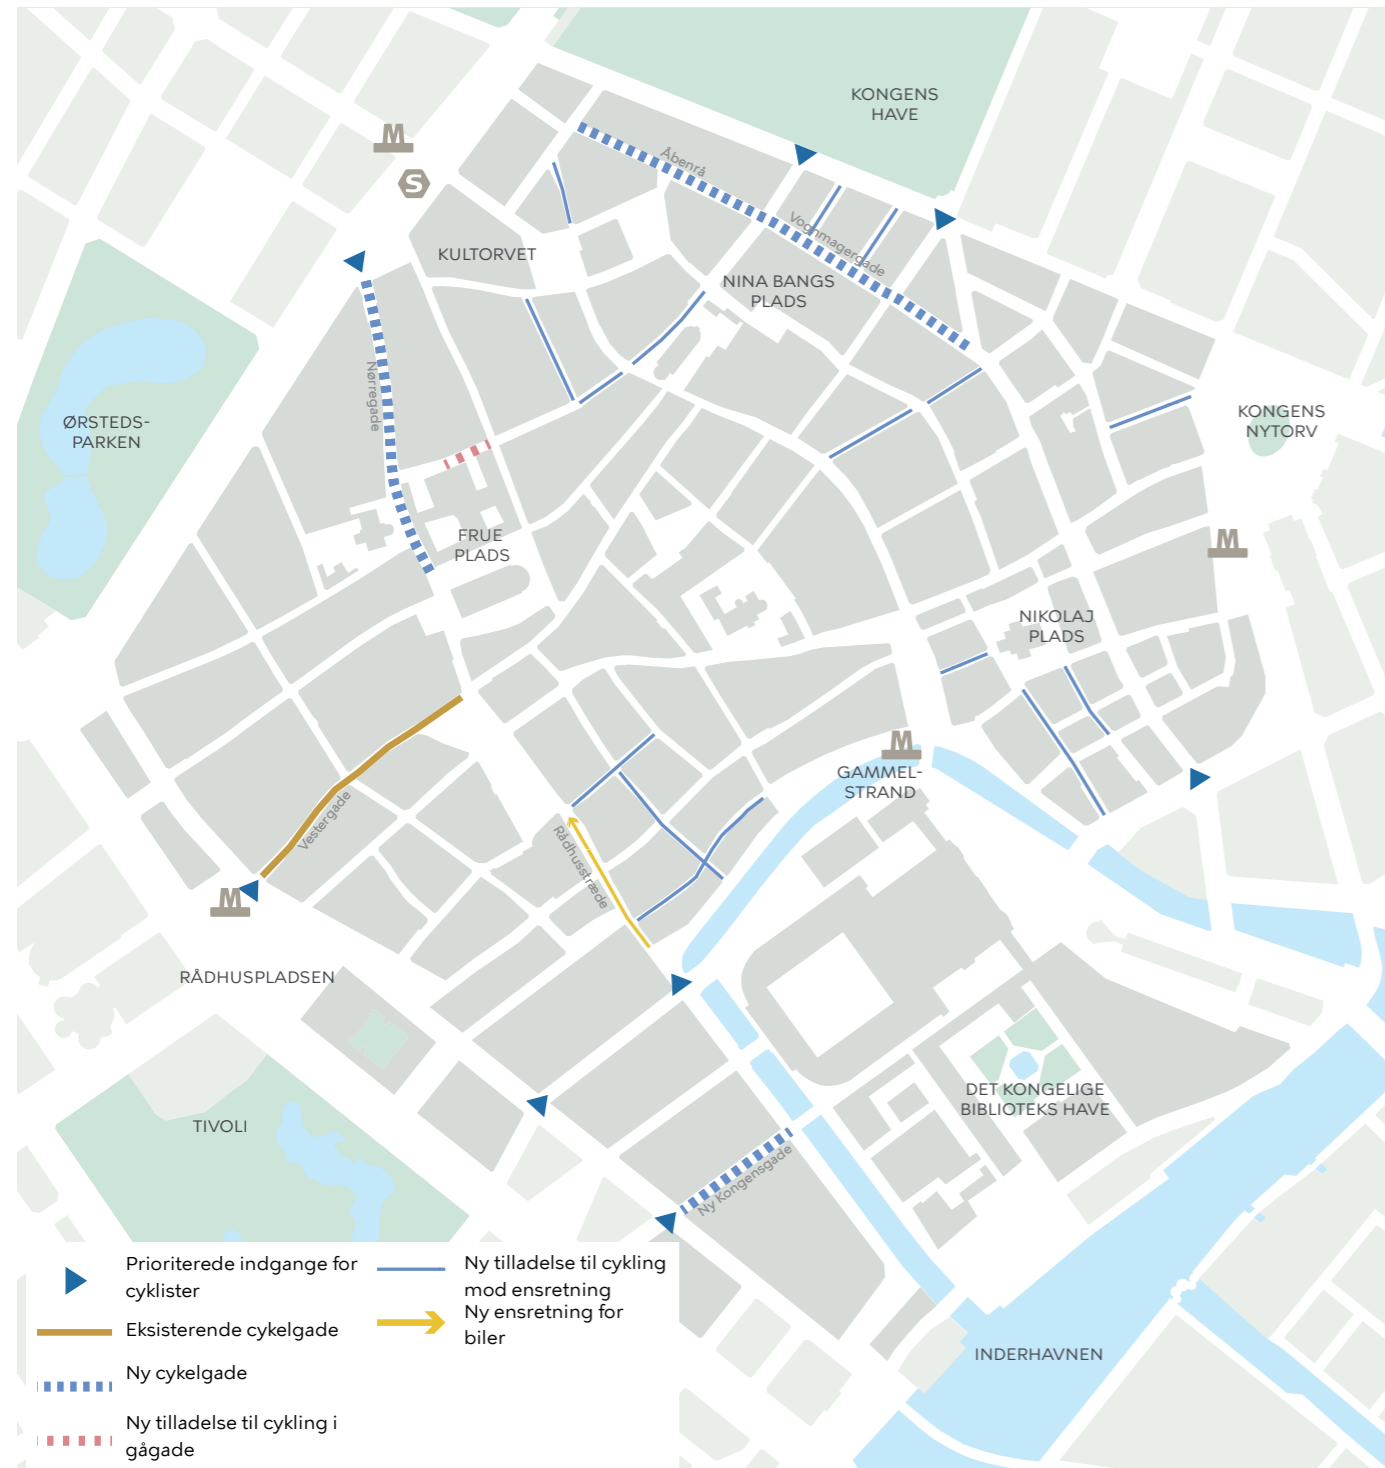 KONGENS
HAVE
M
S
Åbenrå
Vognmagergade
KULTORVET
NINA BANGS
PLADS
Nørregade
ØRSTEDS-
PARKEN
KONGENS
NYTORV
FRUE
PLADS
M
NIKOLAJ
PLADS
M
GAMMEL-
STRAND
Vestergade
Rådhusstræde
M
RÅDHUSPLADSEN
DET KONGELIGE
BIBLIOTEKS HAVE
TIVOLI
Ny Kongensgade
INDERHAVNEN
Prioriterede indgange for
cyklister
Eksisterende cykelgade
Ny cykelgade
Ny tilladelse til cykling i
gågade
Ny tilladelse til cykling
mod ensretning
Ny ensretning for
biler